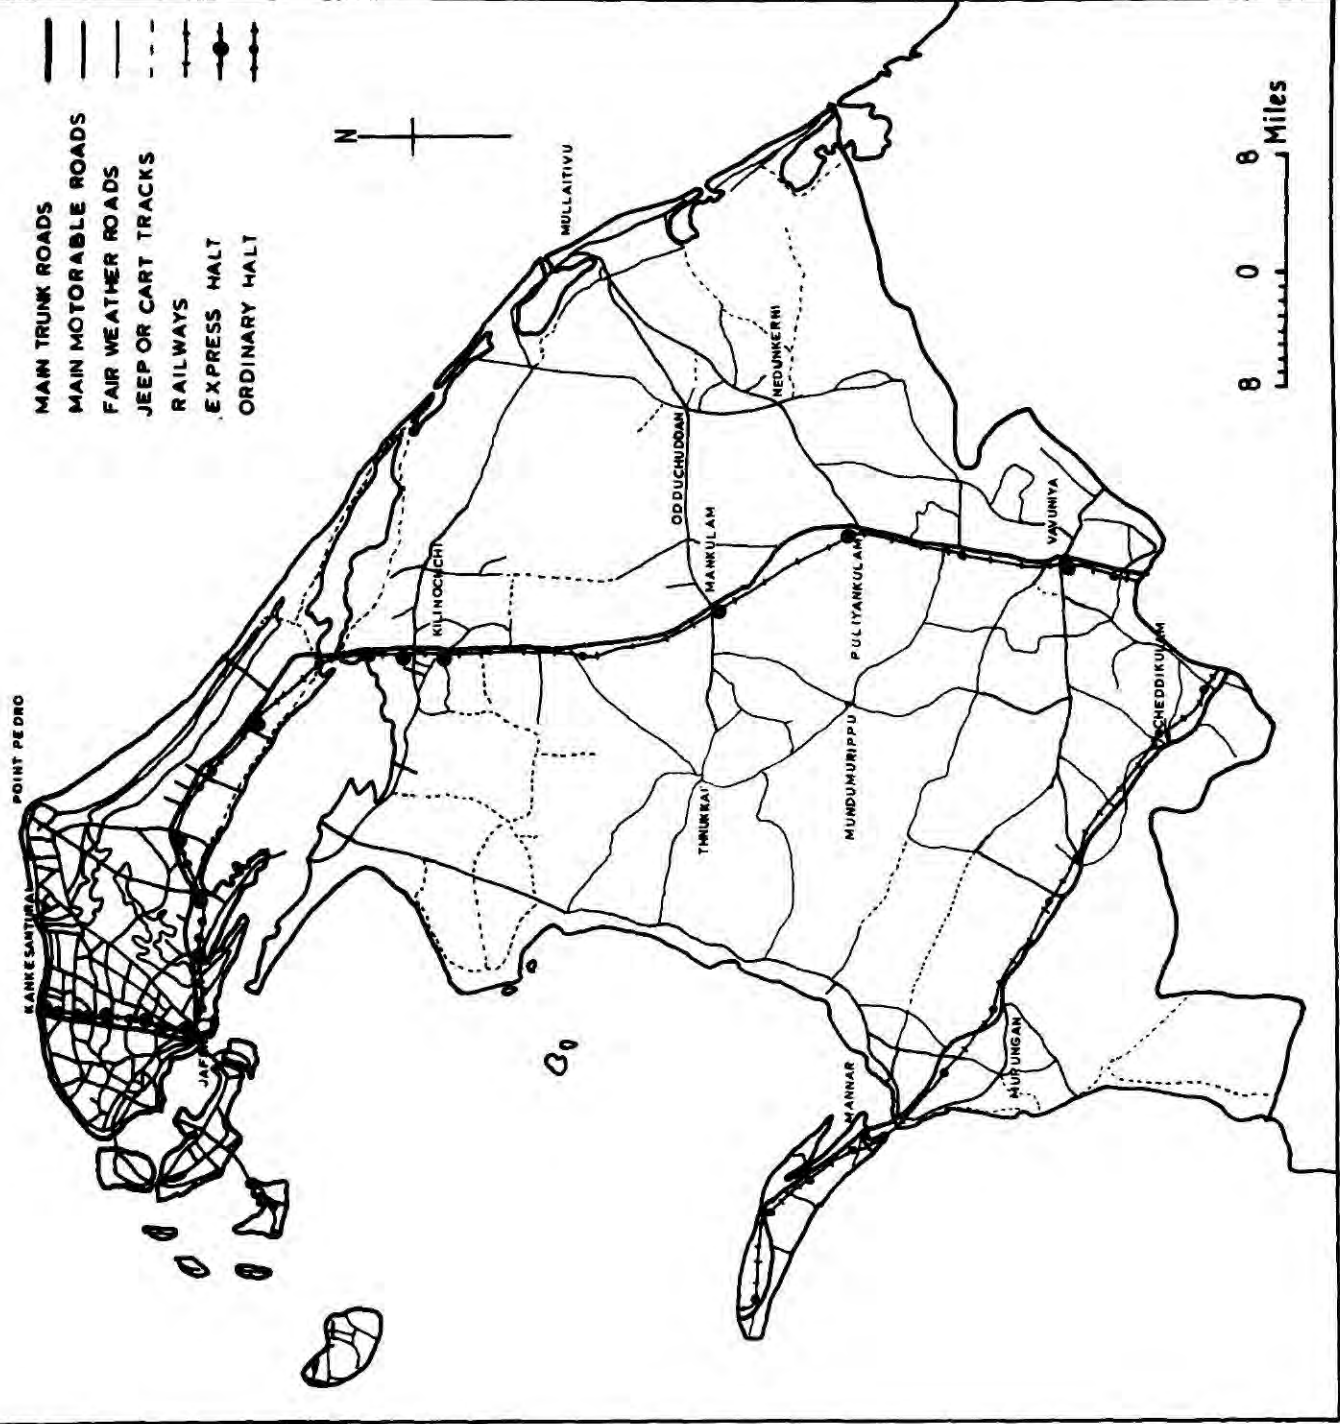 MAIN TRUNK ROADS
MAIN MOTORABLE ROADS
FAIR WEATHER ROADS
JEEP OR CART TRACKS
RAILWAYS
EXPRESS HALT
ORDINARY HALT
N
POINT PEDRO
KANKESANTURAI
MULLAITIVU
KILINOCHCHI
ODDUCHUDDAN
NEDUNKERNI
MANKULAM
PULIYANKULAM
VAVUNIYA
MUNDUMURIPPU
CHEDDIKULAM
MANNAR
MURUNGAN
8 0 8
Miles